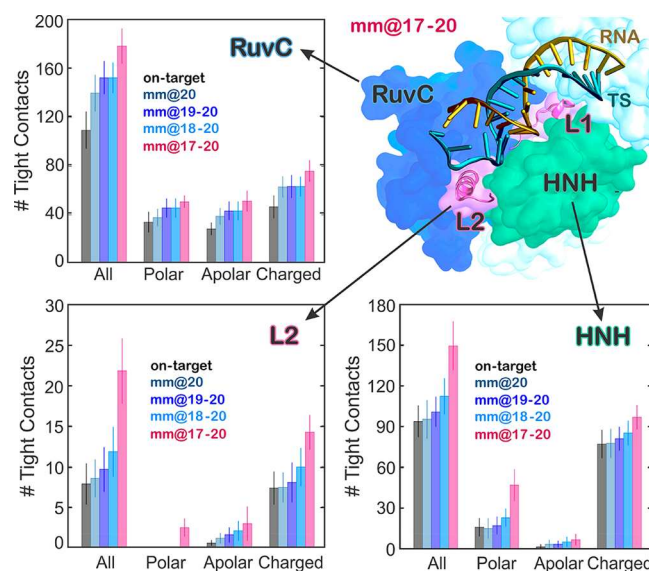 200
160
120
80
40
0
# Tight Contacts
RuvC
on-target
mm@20
mm@19-20
mm@18-20
mm@17-20
All Polar Apolar Charged
mm@17-20
RNA
RuvC
TS
L1
HNH
L2
30
25
20
15
10
5
0
# Tight Contacts
L2
on-target
mm@20
mm@19-20
mm@18-20
mm@17-20
All Polar Apolar Charged
180
150
120
90
60
30
0
# Tight Contacts
HNH
on-target
mm@20
mm@19-20
mm@18-20
mm@17-20
All Polar Apolar Charged